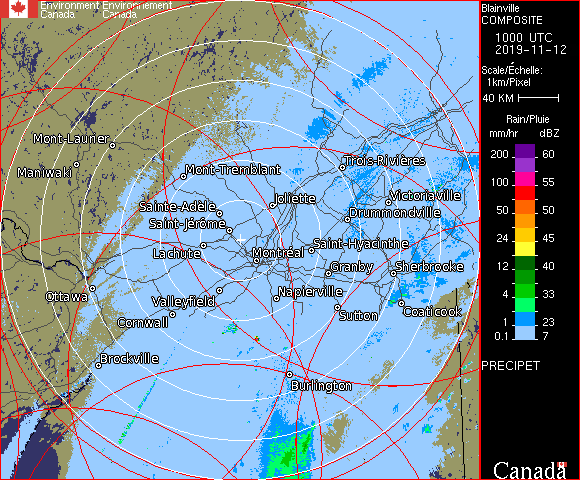 Environment Environnement
Canada Canada
Mont-Laurier
Maniwaki
Mont-Tremblant
Trois-Rivières
Sainte-Adèle
Joliette
Victoriaville
Saint-Jérôme
Drummondville
Lachute
Montréal
Saint-Hyacinthe
Granby
Sherbrooke
Ottawa
Valleyfield
Napierville
Cornwall
Sutton
Coaticook
Brockville
Burlington
Blainville
COMPOSITE
1000 UTC
2019-11-12
Scale/Échelle:
1km/Pixel
40 KM
Rain/Pluie
mm/hr dBZ
200 60
100 55
50 50
24 45
12 40
4 33
1 23
0.1 7
PRECIPET
Canada